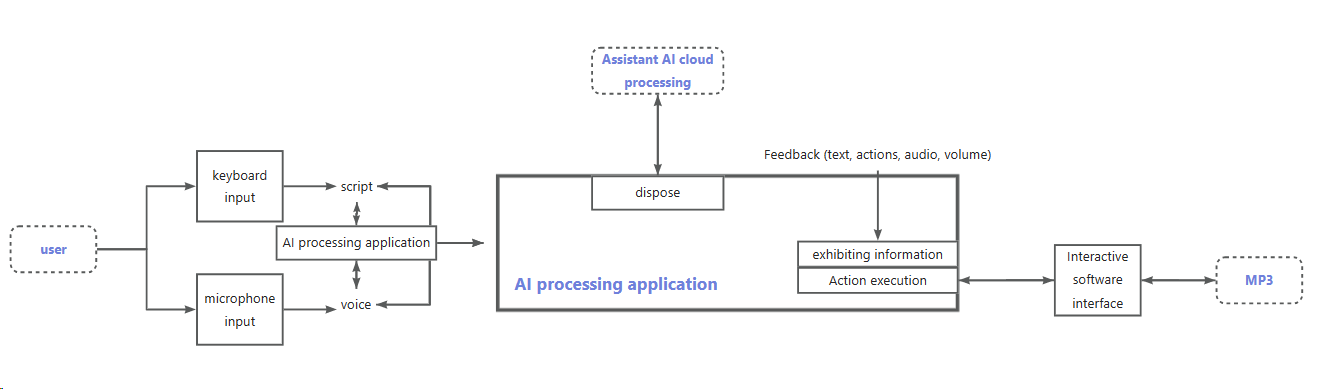 Assistant AI cloud
processing
Feedback (text, actions, audio, volume)
keyboard
input
script
dispose
user
AI processing application
exhibiting information
Interactive
software
interface
Action execution
MP3
AI processing application
microphone
input
voice